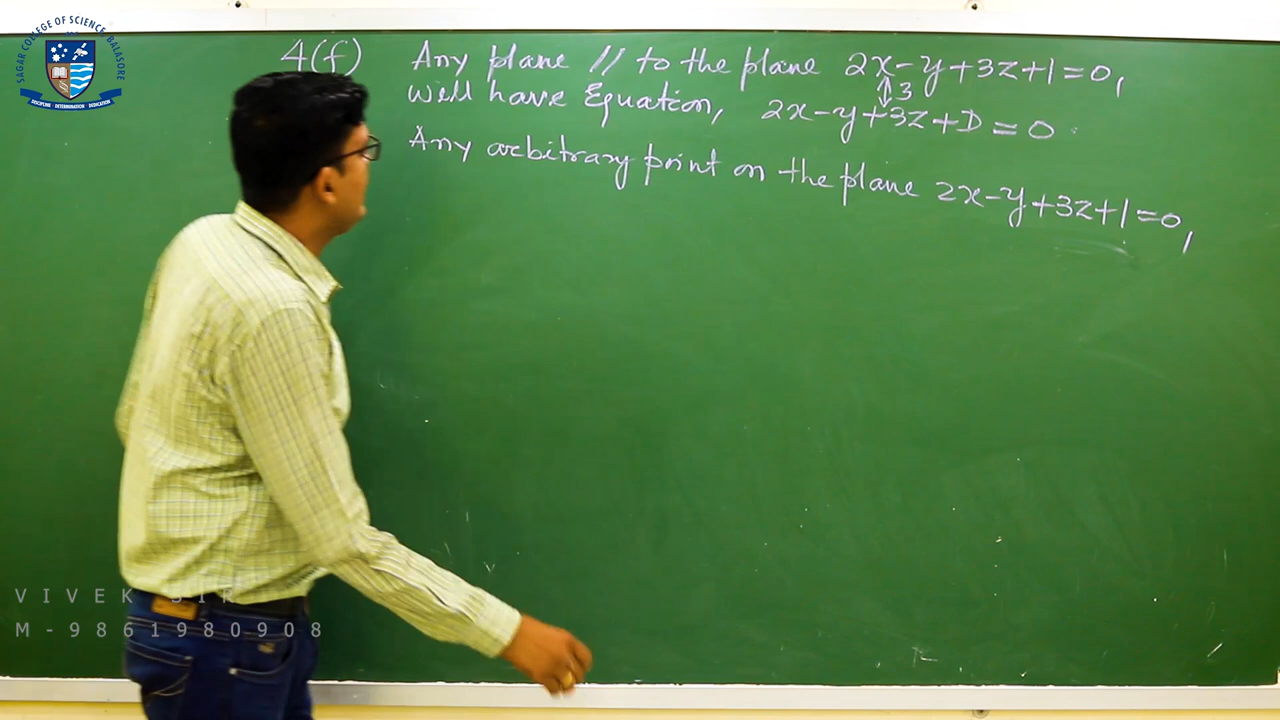 SAGAR COLLEGE OF SCIENCE, BALASORE
DISCIPLINE DETERMINATION DEDICATION
4(f) Any plane // to the plane 2x-y+3z+1=0,
will have Equation, 2x-y+3z+D=0.
↕3
Any arbitrary point on the plane 2x-y+3z+1=0,
VIVEK SIR
M-9861980908